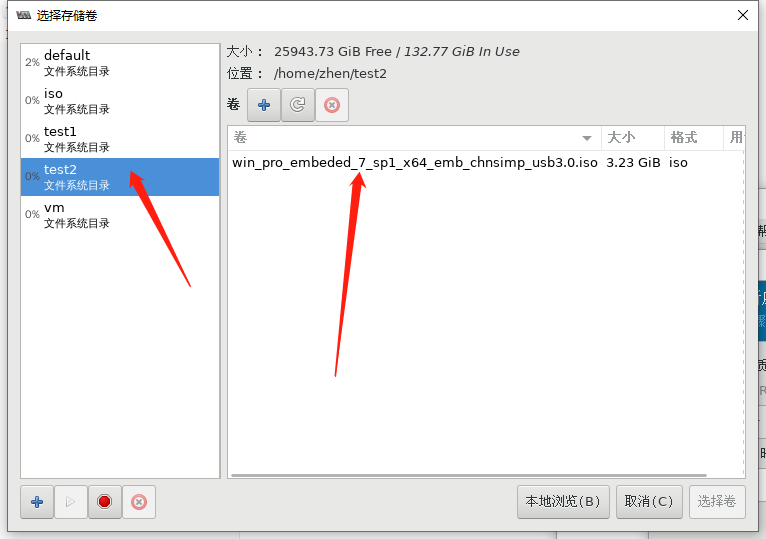 选择存储卷
2% default
文件系统目录
0% iso
文件系统目录
0% test1
文件系统目录
0% test2
文件系统目录
0% vm
文件系统目录
大小： 25943.73 GiB Free / 132.77 GiB In Use
位置： /home/zhen/test2
卷
卷 大小 格式 用
win_pro_embeded_7_sp1_x64_emb_chnsimp_usb3.0.iso 3.23 GiB iso
本地浏览(B) 取消(C) 选择卷